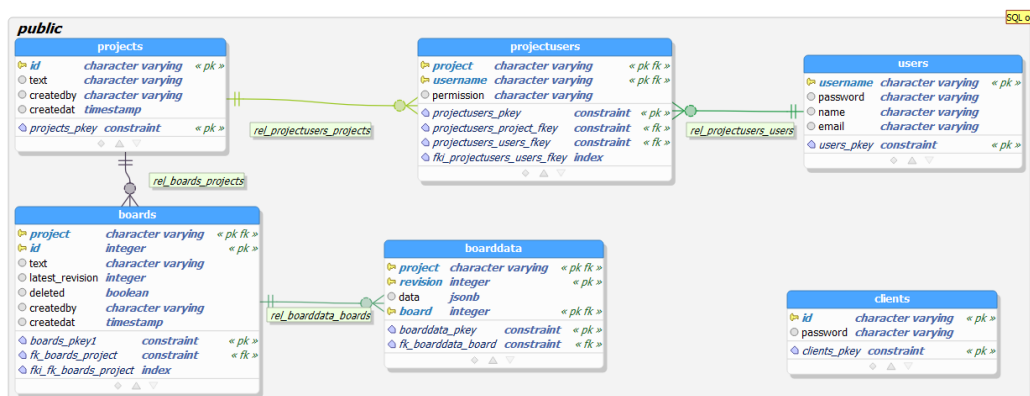 SQL o
public
projects
id character varying « pk »
text character varying
createdby character varying
createdat timestamp
projects_pkey constraint « pk »
projectusers
project character varying « pk fk »
username character varying « pk fk »
permission character varying
projectusers_pkey constraint « pk »
projectusers_project_fkey constraint « fk »
projectusers_users_fkey constraint « fk »
fki_projectusers_users_fkey index
users
username character varying « pk »
password character varying
name character varying
email character varying
users_pkey constraint « pk »
rel_projectusers_projects
rel_projectusers_users
rel_boards_projects
boards
project character varying « pk fk »
id integer « pk »
text character varying
latest_revision integer
deleted boolean
createdby character varying
createdat timestamp
boards_pkey1 constraint « pk »
fk_boards_project constraint « fk »
fki_fk_boards_project index
rel_boarddata_boards
boarddata
project character varying « pk fk »
revision integer « pk »
data jsonb
board integer « pk fk »
boarddata_pkey constraint « pk »
fk_boarddata_board constraint « fk »
clients
id character varying « pk »
password character varying
clients_pkey constraint « pk »